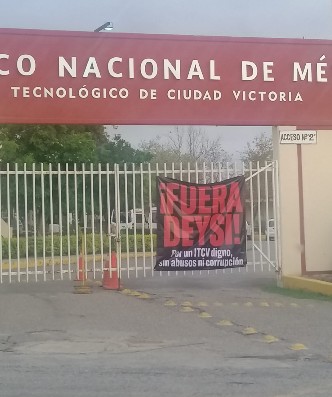 CO NACIONAL DE MÉ
TECNOLÓGICO DE CIUDAD VICTORIA
ACCESO Nº"2"
¡FUERA
DEYSI!
Por un ITCV digno,
sin abusos ni corrupción